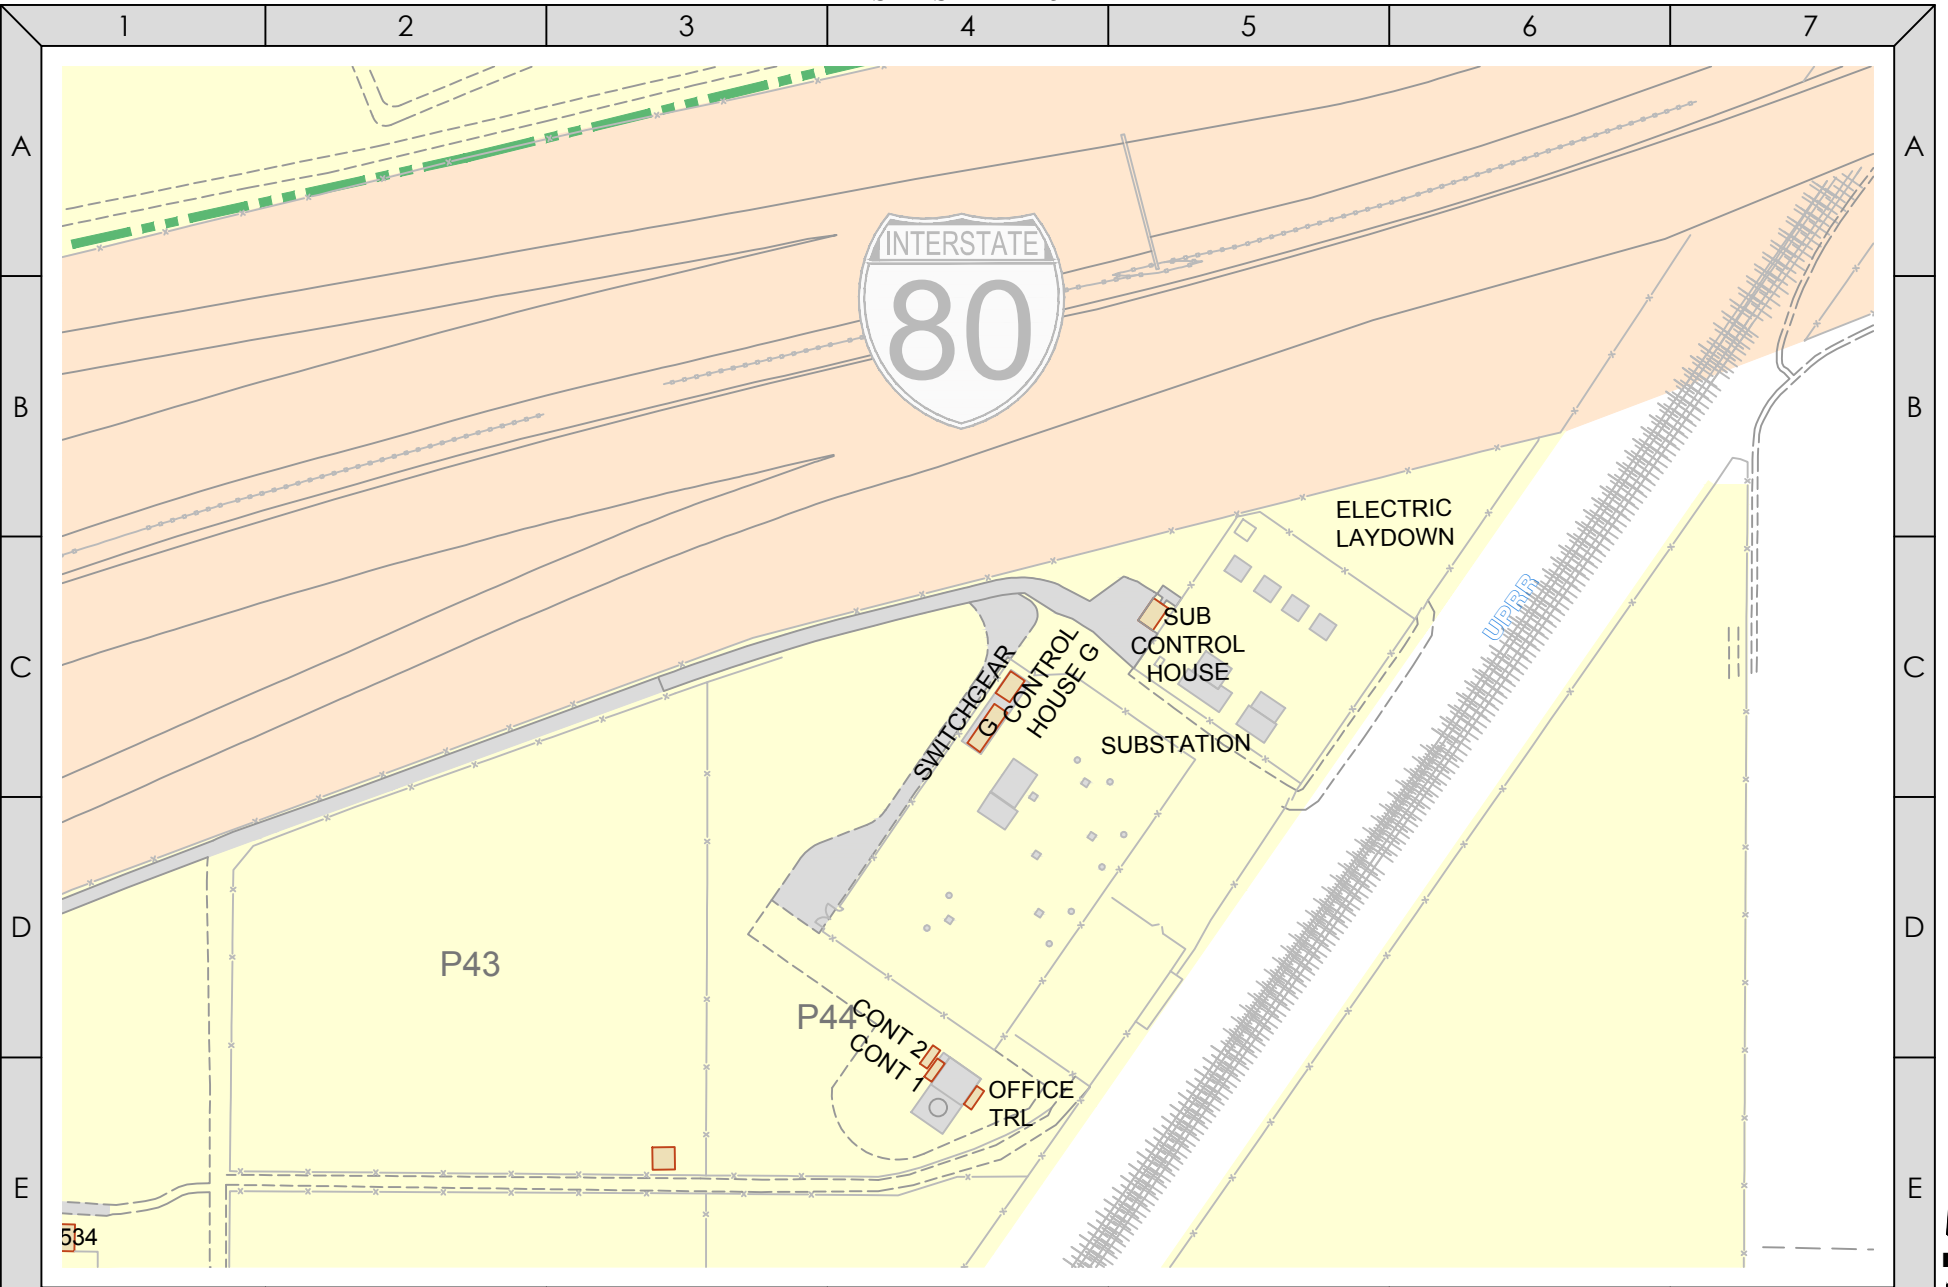 1 2 3 4 5 6 7
A A
INTERSTATE
80
B B
ELECTRIC
LAYDOWN
UPRR
SUB
CONTROL
HOUSE
C C
SWITCHGEAR G
CONTROL
HOUSE G
SUBSTATION
D D
P43
P44
CONT 2
CONT 1
OFFICE
TRL
E E
534